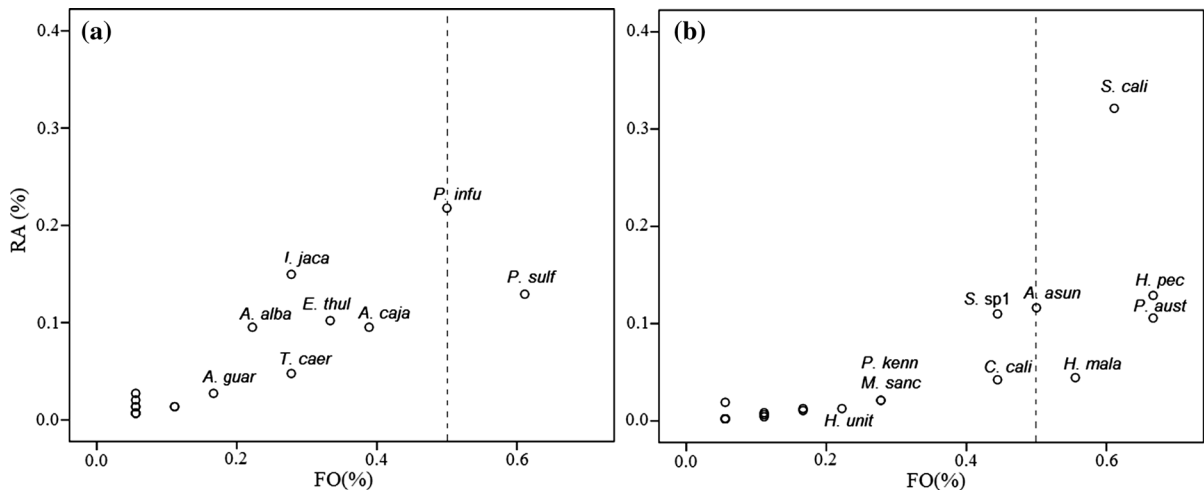 (a)
0.4
0.3
0.2
0.1
0.0
RA (%)
P. infu
I. jaca
P. sulf
E. thul
A. alba
A. caja
T. caer
A. guar
0.0 0.2 0.4 0.6
FO(%)
(b)
0.4
0.3
0.2
0.1
0.0
S. cali
H. pec
S. sp1
A. asun
P. aust
P. kenn
C. cali
H. mala
M. sanc
H. unit
0.0 0.2 0.4 0.6
FO(%)